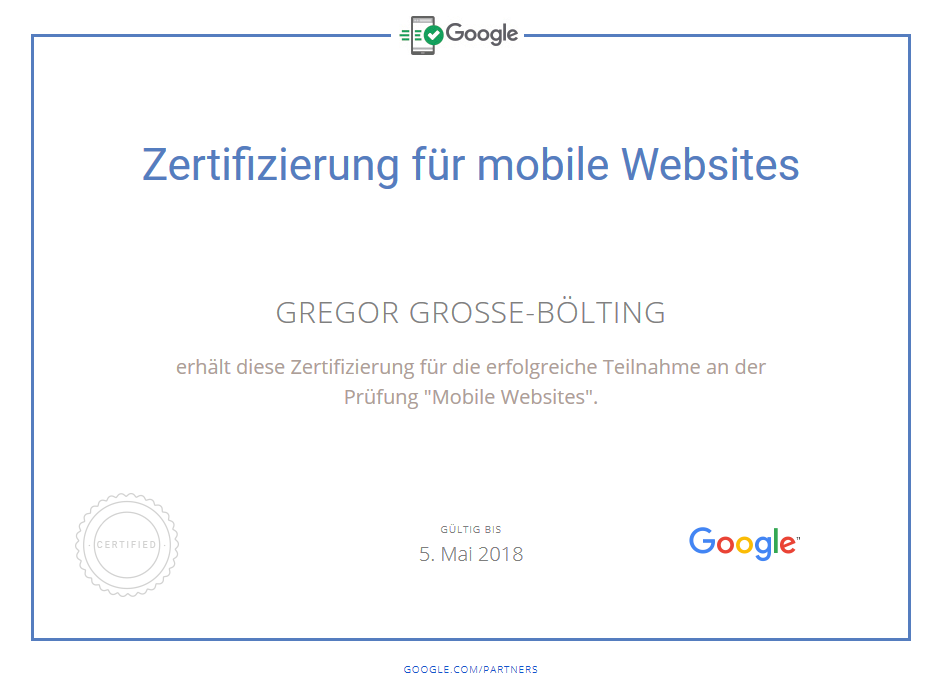 Google
Zertifizierung für mobile Websites
GREGOR GROSSE-BÖLTING
erhält diese Zertifizierung für die erfolgreiche Teilnahme an der
Prüfung "Mobile Websites".
CERTIFIED
GÜLTIG BIS
5. Mai 2018
Google™
GOOGLE.COM/PARTNERS